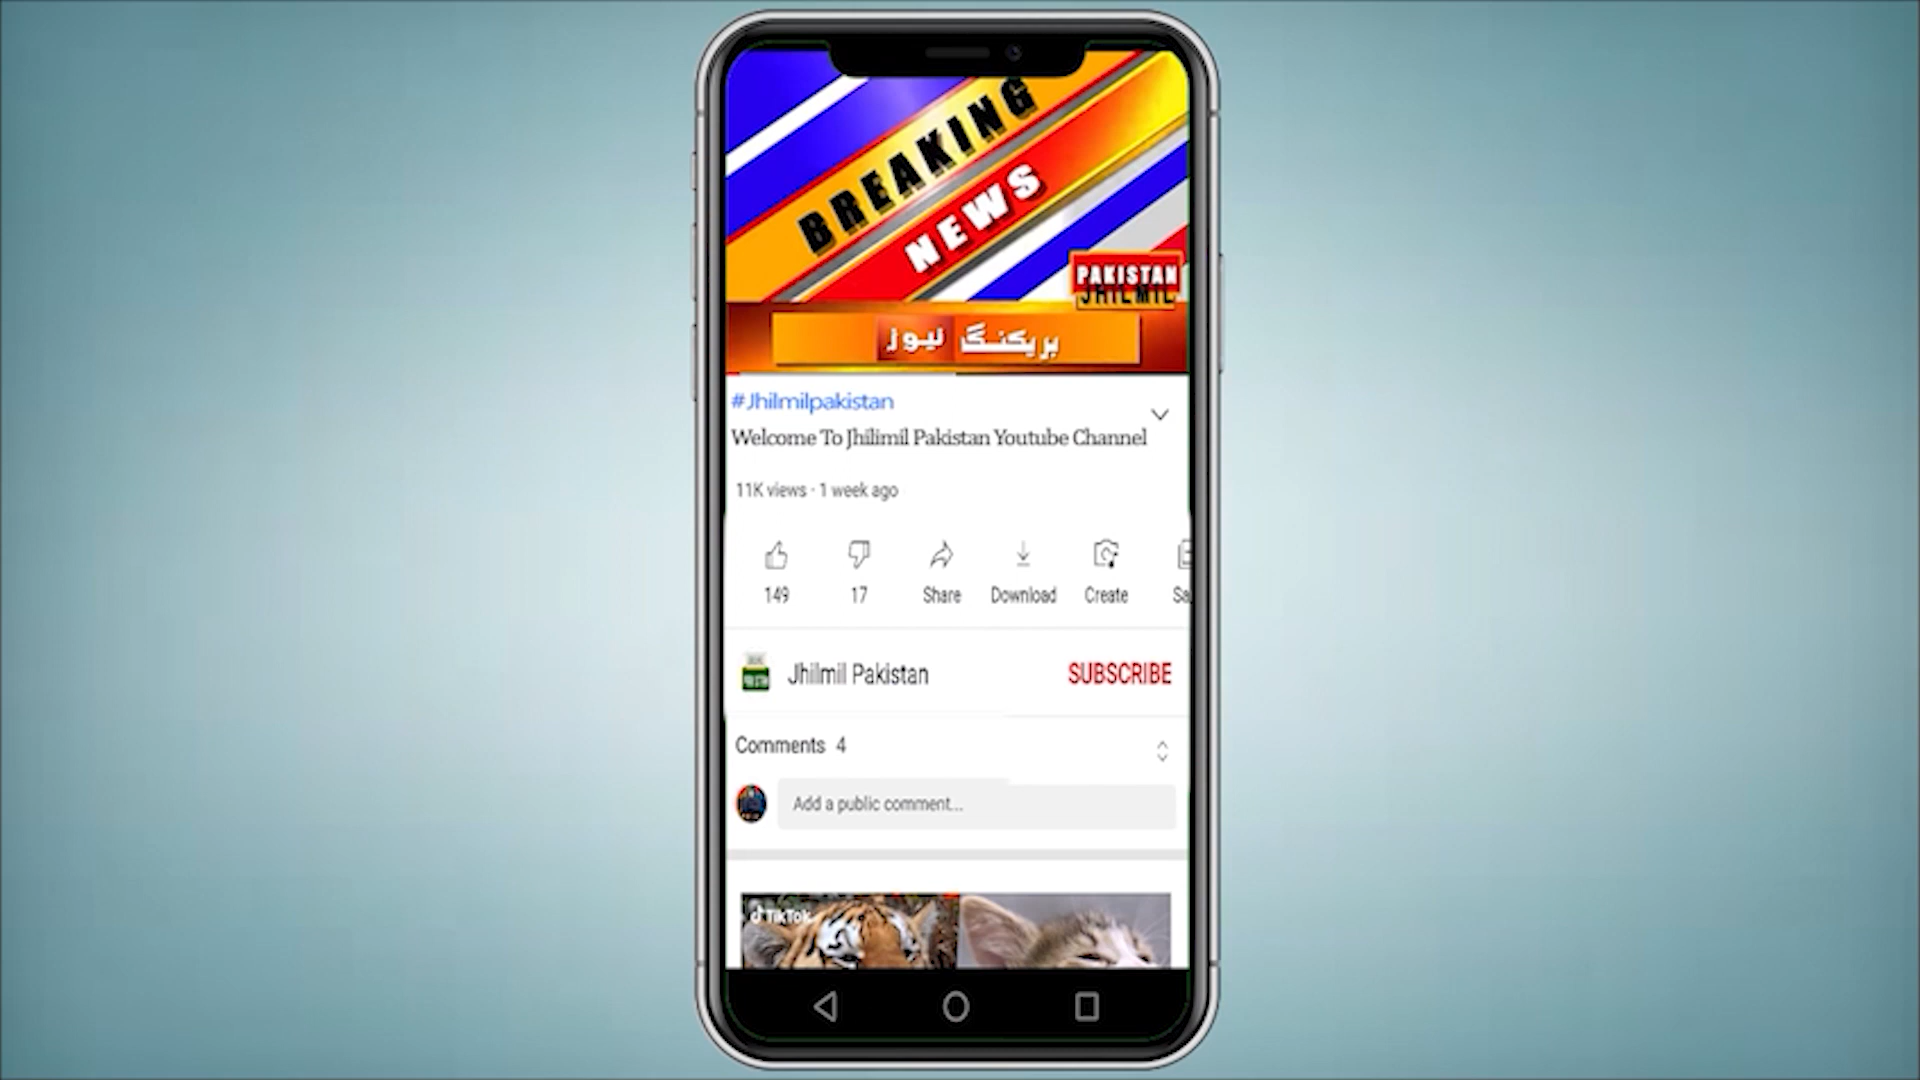 BREAKING
NEWS
PAKISTAN
JHILMIL
بریکنگ نیوز
#Jhilmilpakistan
Welcome To Jhilimil Pakistan Youtube Channel
11K views · 1 week ago
149 17 Share Download Create Sa
Jhilmil Pakistan SUBSCRIBE
Comments 4
Add a public comment...
TikTok